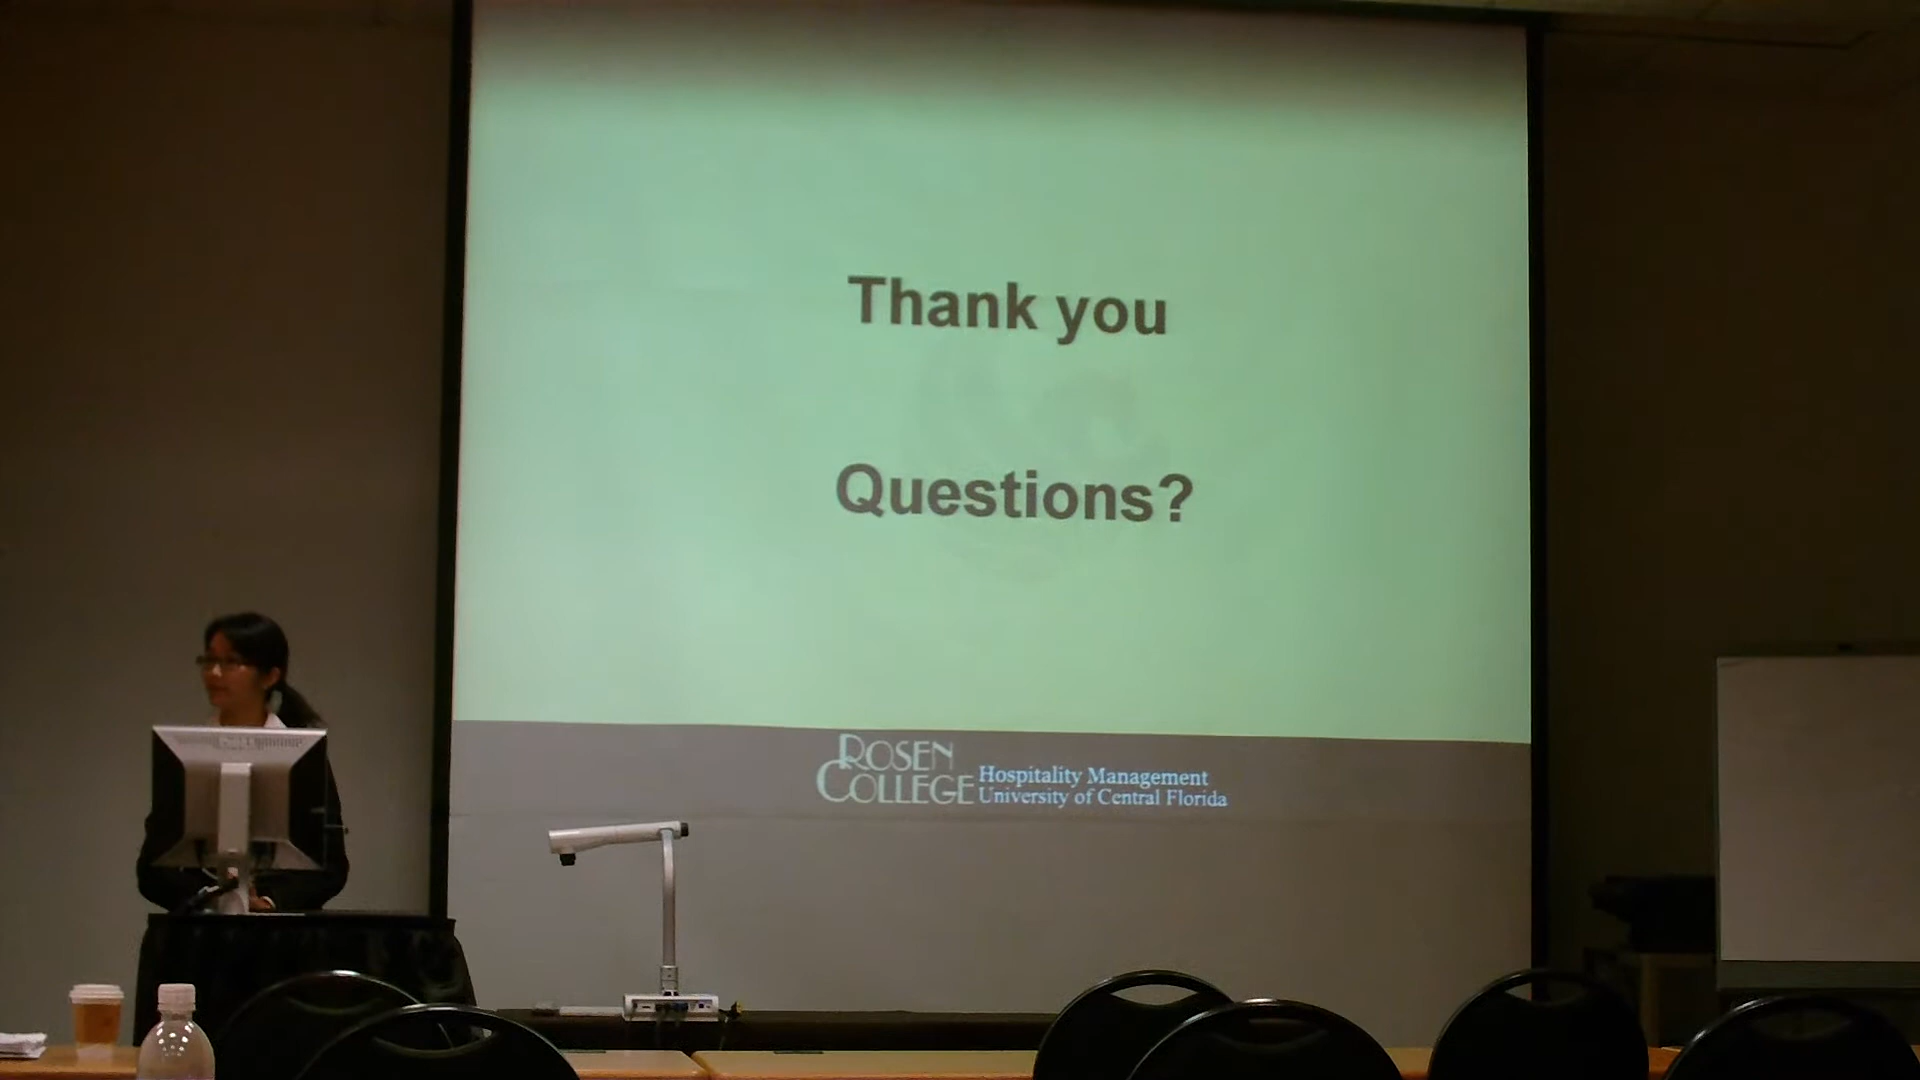 Thank you
Questions?
ROSEN
COLLEGE
Hospitality Management
University of Central Florida